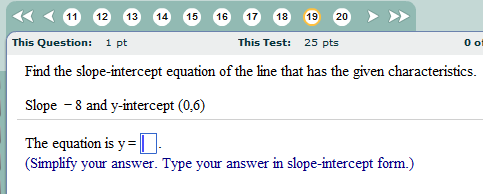 11 12 13 14 15 16 17 18 19 20
This Question: 1 pt This Test: 25 pts 0 of
Find the slope-intercept equation of the line that has the given characteristics.
Slope − 8 and y-intercept (0,6)
The equation is y = .
(Simplify your answer. Type your answer in slope-intercept form.)